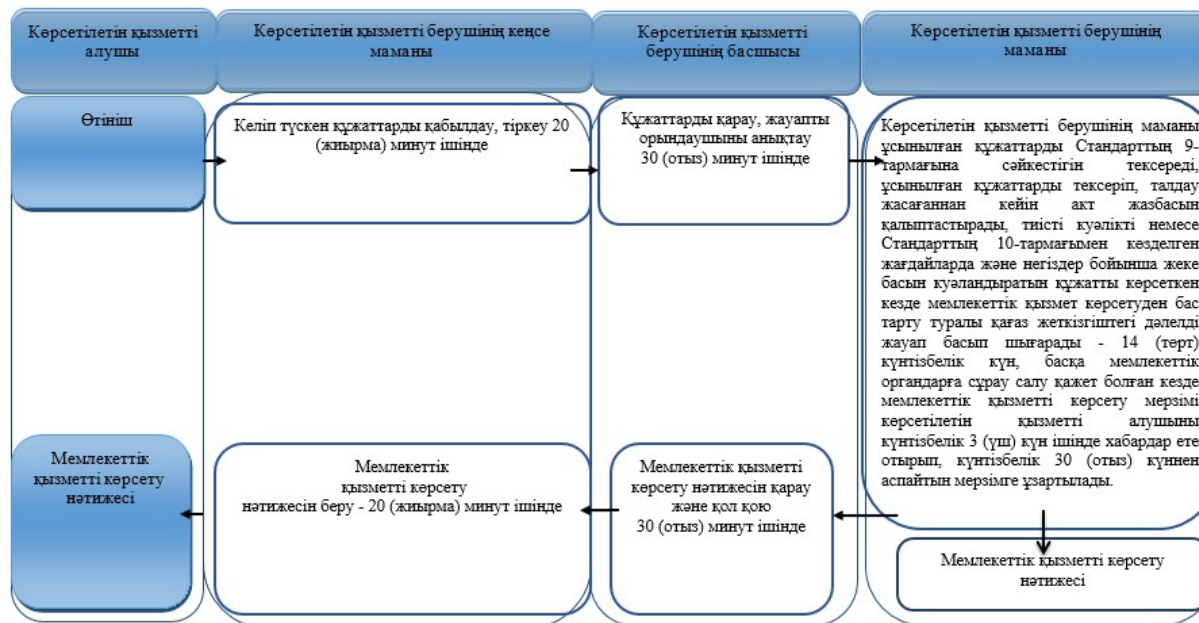 Көрсетілетін қызметті
алушы
Көрсетілетін қызметті берушінің кеңсе
маманы
Көрсетілетін қызметті
берушінің басшысы
Көрсетілетін қызметті берушінің
маманы
Өтініш
Келіп түскен құжаттарды қабылдау, тіркеу 20
(жиырма) минут ішінде
Құжаттарды қарау, жауапты
орындаушыны анықтау
30 (отыз) минут ішінде
Көрсетілетін қызметті берушінің маманы
ұсынылған құжаттарды Стандарттың 9-
тармағына сәйкестігін тексереді,
ұсынылған құжаттарды тексеріп, талдау
жасағаннан кейін акт жазбасын
қалыптастырады, тиісті куәлікті немесе
Стандарттың 10-тармағымен көзделген
жағдайларда және негіздер бойынша жеке
басын куәландыратын құжатты көрсеткен
кезде мемлекеттік қызмет көрсетуден бас
тарту туралы қағаз жеткізгіштегі дәлелді
жауап басып шығарады - 14 (төрт)
күнтізбелік күн, басқа мемлекеттік
органдарға сұрау салу қажет болған кезде
мемлекеттік қызметті көрсету мерзімі
көрсетілетін қызметті алушыны
күнтізбелік 3 (үш) күн ішінде хабардар ете
отырып, күнтізбелік 30 (отыз) күннен
аспайтын мерзімге ұзартылады.
Мемлекеттік
қызметті көрсету
нәтижесі
Мемлекеттік
қызметті көрсету
нәтижесін беру - 20 (жиырма) минут ішінде
Мемлекеттік қызметті
көрсету нәтижесін қарау
және қол қою
30 (отыз) минут ішінде
Мемлекеттік қызметті көрсету
нәтижесі